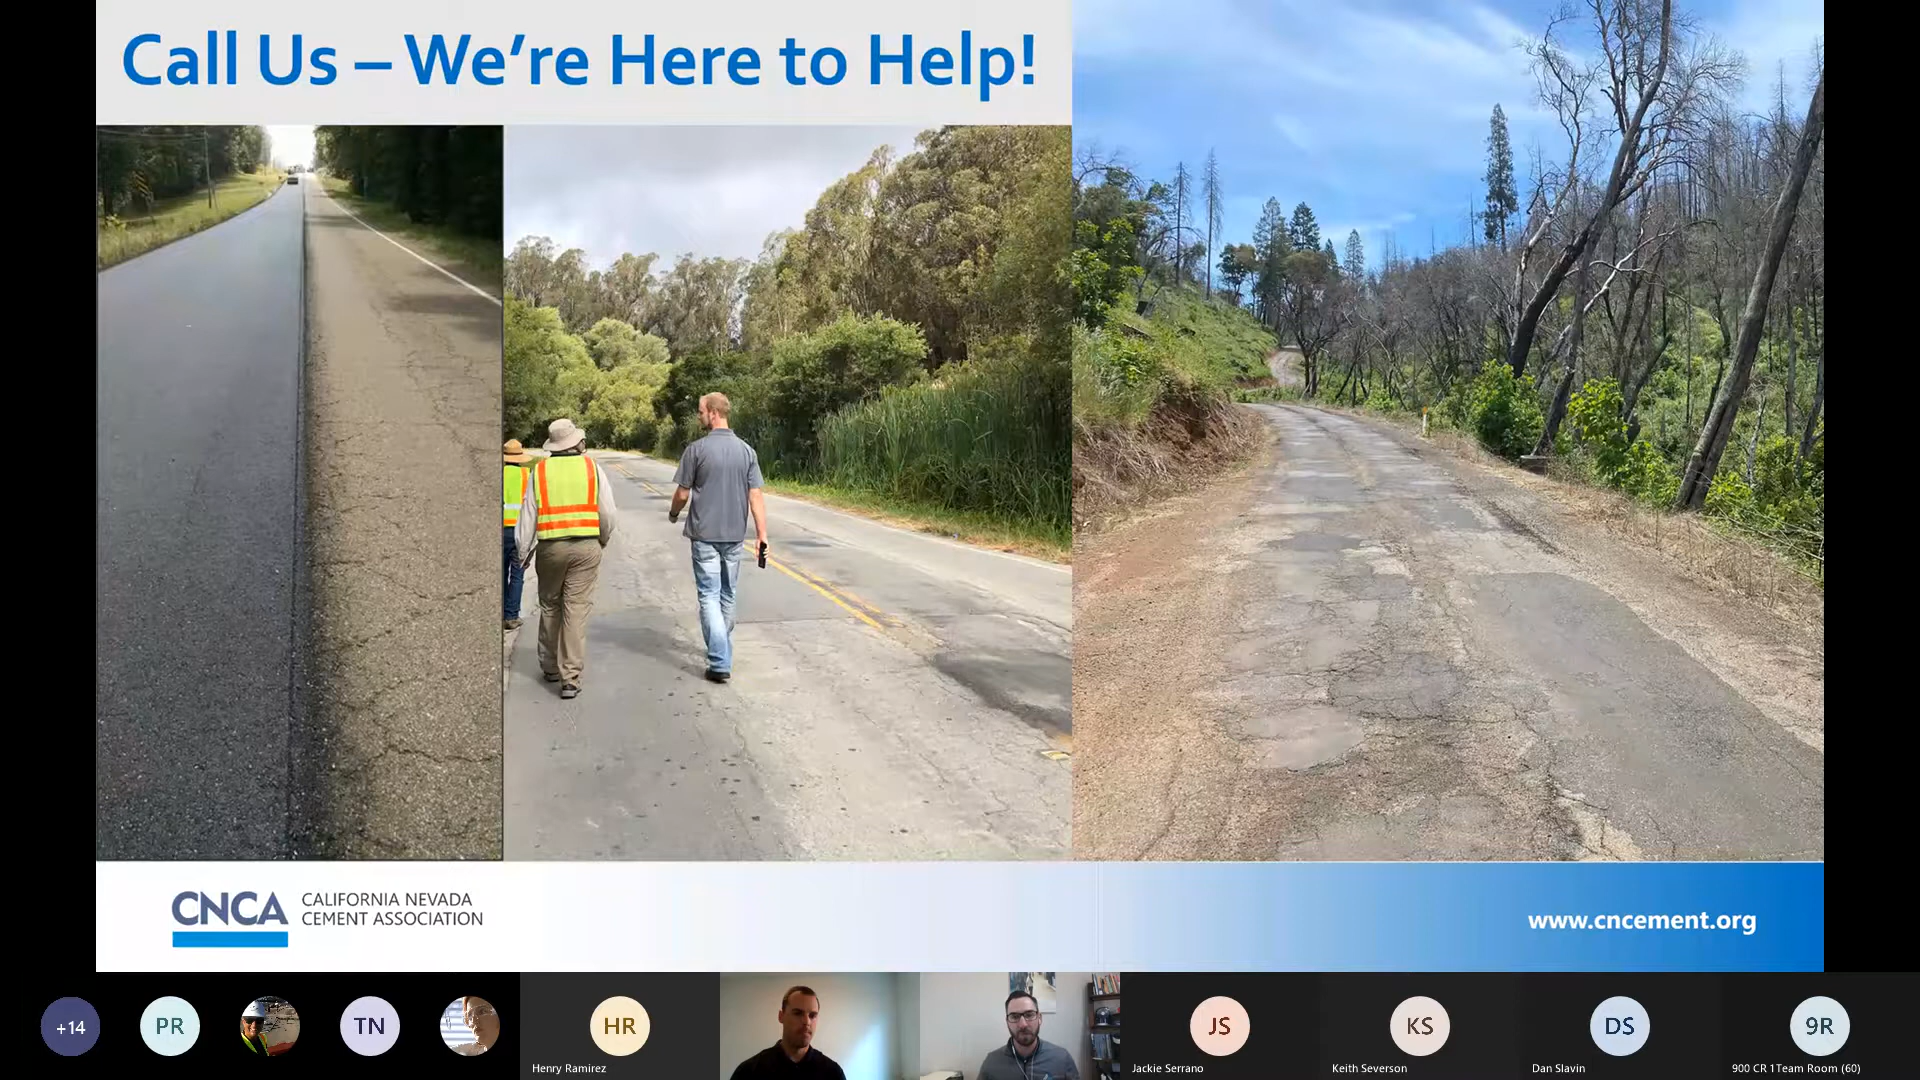 Call Us – We're Here to Help!
CNCA
CALIFORNIA NEVADA
CEMENT ASSOCIATION
www.cncement.org
+14
PR
TN
HR
Henry Ramirez
JS
Jackie Serrano
KS
Keith Severson
DS
Dan Slavin
9R
900 CR 1Team Room (60)